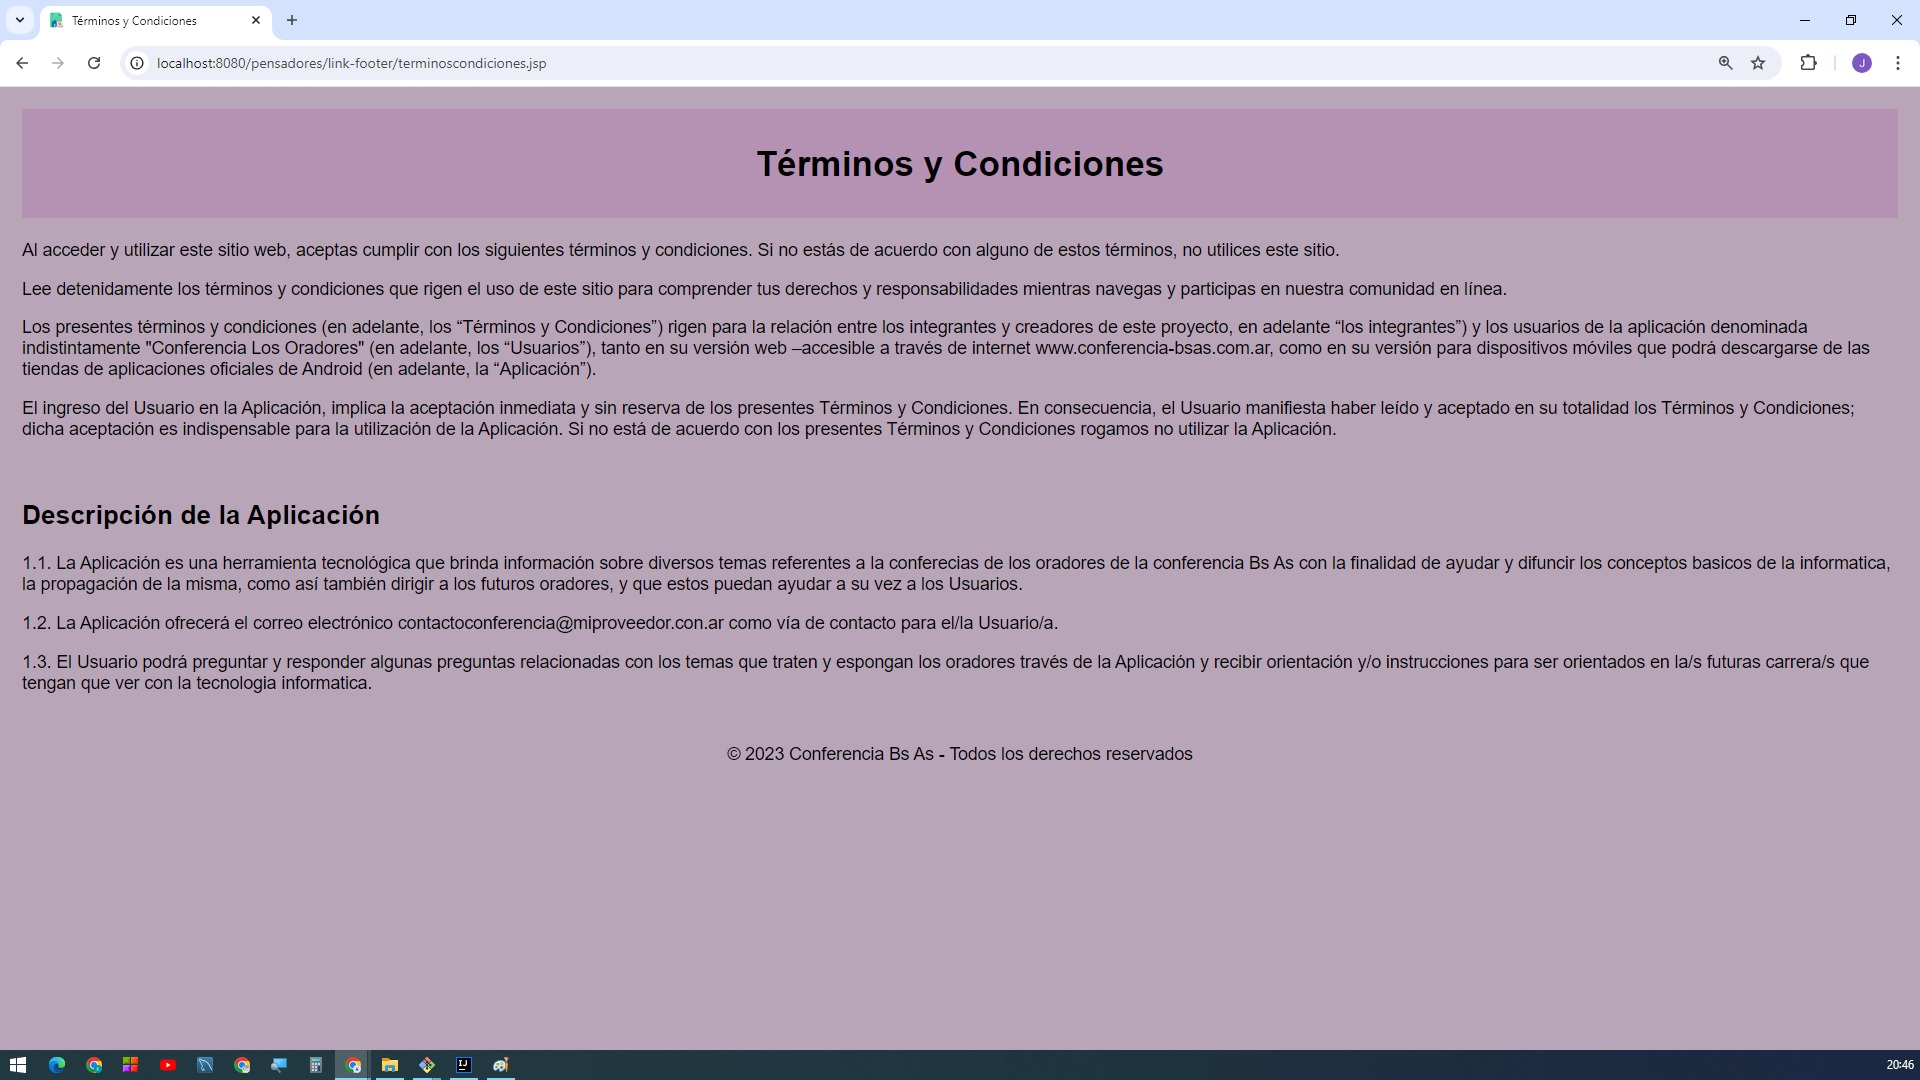 Términos y Condiciones
localhost:8080/pensadores/link-footer/terminoscondiciones.jsp
J
Términos y Condiciones
Al acceder y utilizar este sitio web, aceptas cumplir con los siguientes términos y condiciones. Si no estás de acuerdo con alguno de estos términos, no utilices este sitio.
Lee detenidamente los términos y condiciones que rigen el uso de este sitio para comprender tus derechos y responsabilidades mientras navegas y participas en nuestra comunidad en línea.
Los presentes términos y condiciones (en adelante, los “Términos y Condiciones”) rigen para la relación entre los integrantes y creadores de este proyecto, en adelante “los integrantes”) y los usuarios de la aplicación denominada
indistintamente "Conferencia Los Oradores" (en adelante, los “Usuarios”), tanto en su versión web –accesible a través de internet www.conferencia-bsas.com.ar, como en su versión para dispositivos móviles que podrá descargarse de las
tiendas de aplicaciones oficiales de Android (en adelante, la “Aplicación”).
El ingreso del Usuario en la Aplicación, implica la aceptación inmediata y sin reserva de los presentes Términos y Condiciones. En consecuencia, el Usuario manifiesta haber leído y aceptado en su totalidad los Términos y Condiciones;
dicha aceptación es indispensable para la utilización de la Aplicación. Si no está de acuerdo con los presentes Términos y Condiciones rogamos no utilizar la Aplicación.
Descripción de la Aplicación
1.1. La Aplicación es una herramienta tecnológica que brinda información sobre diversos temas referentes a la conferecias de los oradores de la conferencia Bs As con la finalidad de ayudar y difuncir los conceptos basicos de la informatica,
la propagación de la misma, como así también dirigir a los futuros oradores, y que estos puedan ayudar a su vez a los Usuarios.
1.2. La Aplicación ofrecerá el correo electrónico contactoconferencia@miproveedor.con.ar como vía de contacto para el/la Usuario/a.
1.3. El Usuario podrá preguntar y responder algunas preguntas relacionadas con los temas que traten y espongan los oradores través de la Aplicación y recibir orientación y/o instrucciones para ser orientados en la/s futuras carrera/s que
tengan que ver con la tecnologia informatica.
© 2023 Conferencia Bs As - Todos los derechos reservados
IJ
20:46